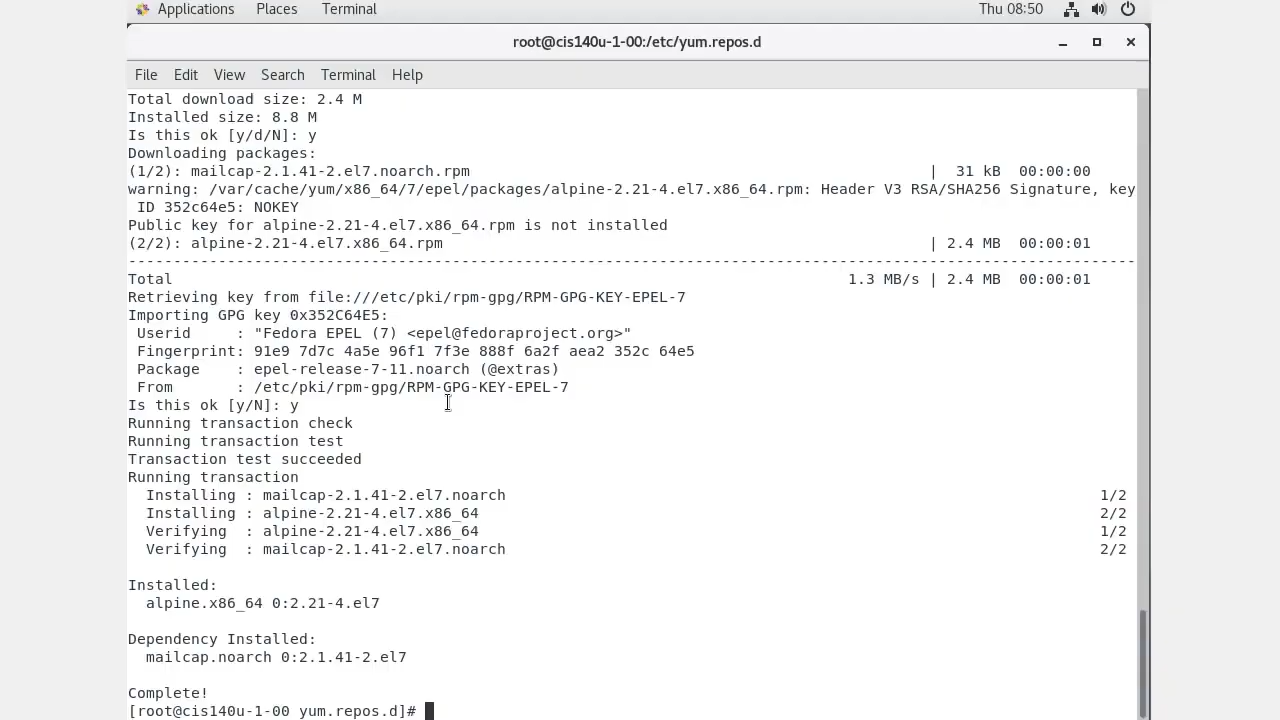 Applications Places Terminal Thu 08:50
root@cis140u-1-00:/etc/yum.repos.d
File Edit View Search Terminal Help
Total download size: 2.4 M
Installed size: 8.8 M
Is this ok [y/d/N]: y
Downloading packages:
(1/2): mailcap-2.1.41-2.el7.noarch.rpm | 31 kB 00:00:00
warning: /var/cache/yum/x86_64/7/epel/packages/alpine-2.21-4.el7.x86_64.rpm: Header V3 RSA/SHA256 Signature, key
 ID 352c64e5: NOKEY
Public key for alpine-2.21-4.el7.x86_64.rpm is not installed
(2/2): alpine-2.21-4.el7.x86_64.rpm | 2.4 MB 00:00:01
--------------------------------------------------------------------------------------------------------------
Total 1.3 MB/s | 2.4 MB 00:00:01
Retrieving key from file:///etc/pki/rpm-gpg/RPM-GPG-KEY-EPEL-7
Importing GPG key 0x352C64E5:
 Userid     : "Fedora EPEL (7) <epel@fedoraproject.org>"
 Fingerprint: 91e9 7d7c 4a5e 96f1 7f3e 888f 6a2f aea2 352c 64e5
 Package    : epel-release-7-11.noarch (@extras)
 From       : /etc/pki/rpm-gpg/RPM-GPG-KEY-EPEL-7
Is this ok [y/N]: y
Running transaction check
Running transaction test
Transaction test succeeded
Running transaction
  Installing : mailcap-2.1.41-2.el7.noarch 1/2
  Installing : alpine-2.21-4.el7.x86_64 2/2
  Verifying  : alpine-2.21-4.el7.x86_64 1/2
  Verifying  : mailcap-2.1.41-2.el7.noarch 2/2
Installed:
  alpine.x86_64 0:2.21-4.el7
Dependency Installed:
  mailcap.noarch 0:2.1.41-2.el7
Complete!
[root@cis140u-1-00 yum.repos.d]#